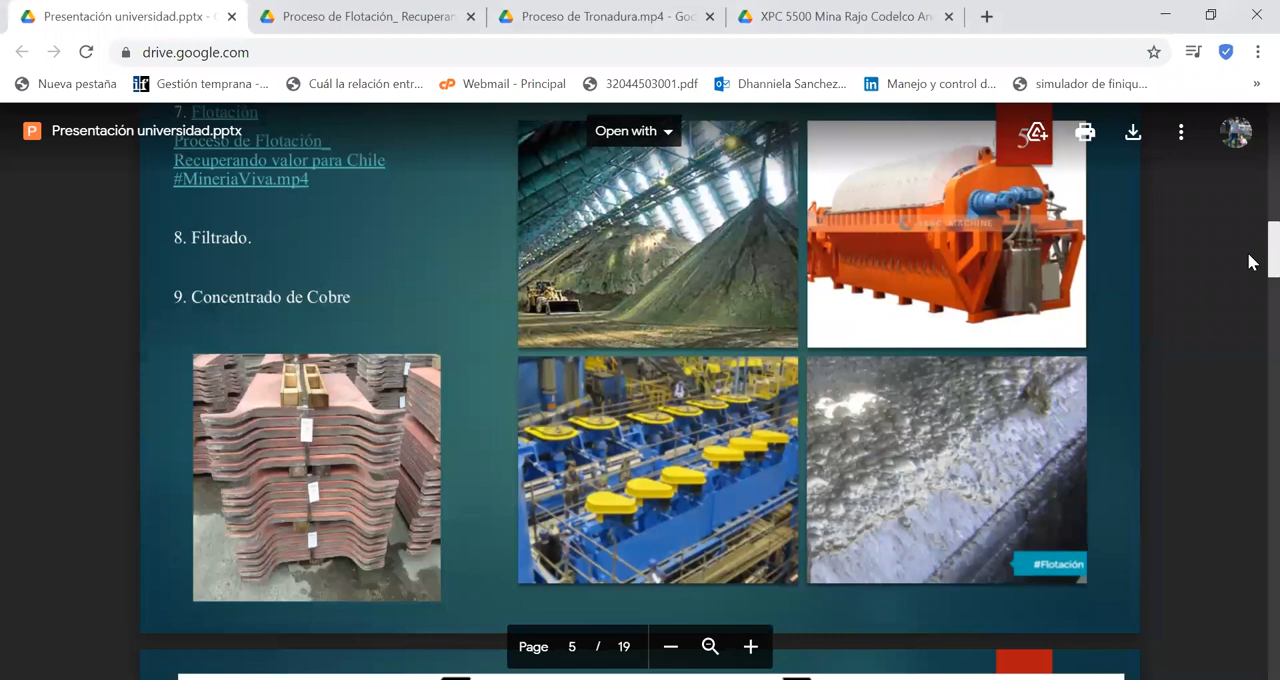 Presentación universidad.pptx - G
Proceso de Flotación_ Recuperan
Proceso de Tronadura.mp4 - Goo
XPC 5500 Mina Rajo Codelco An
drive.google.com
Nueva pestaña
Gestión temprana -...
Cuál la relación entr...
Webmail - Principal
32044503001.pdf
Dhanniela Sanchez...
Manejo y control d...
simulador de finiqu...
»
P
Presentación universidad.pptx
Open with
5
7. Flotación
Proceso de Flotación_
Recuperando valor para Chile
#MineriaViva.mp4
8. Filtrado.
9. Concentrado de Cobre
MACHINE
#Flotación
Page 5 / 19